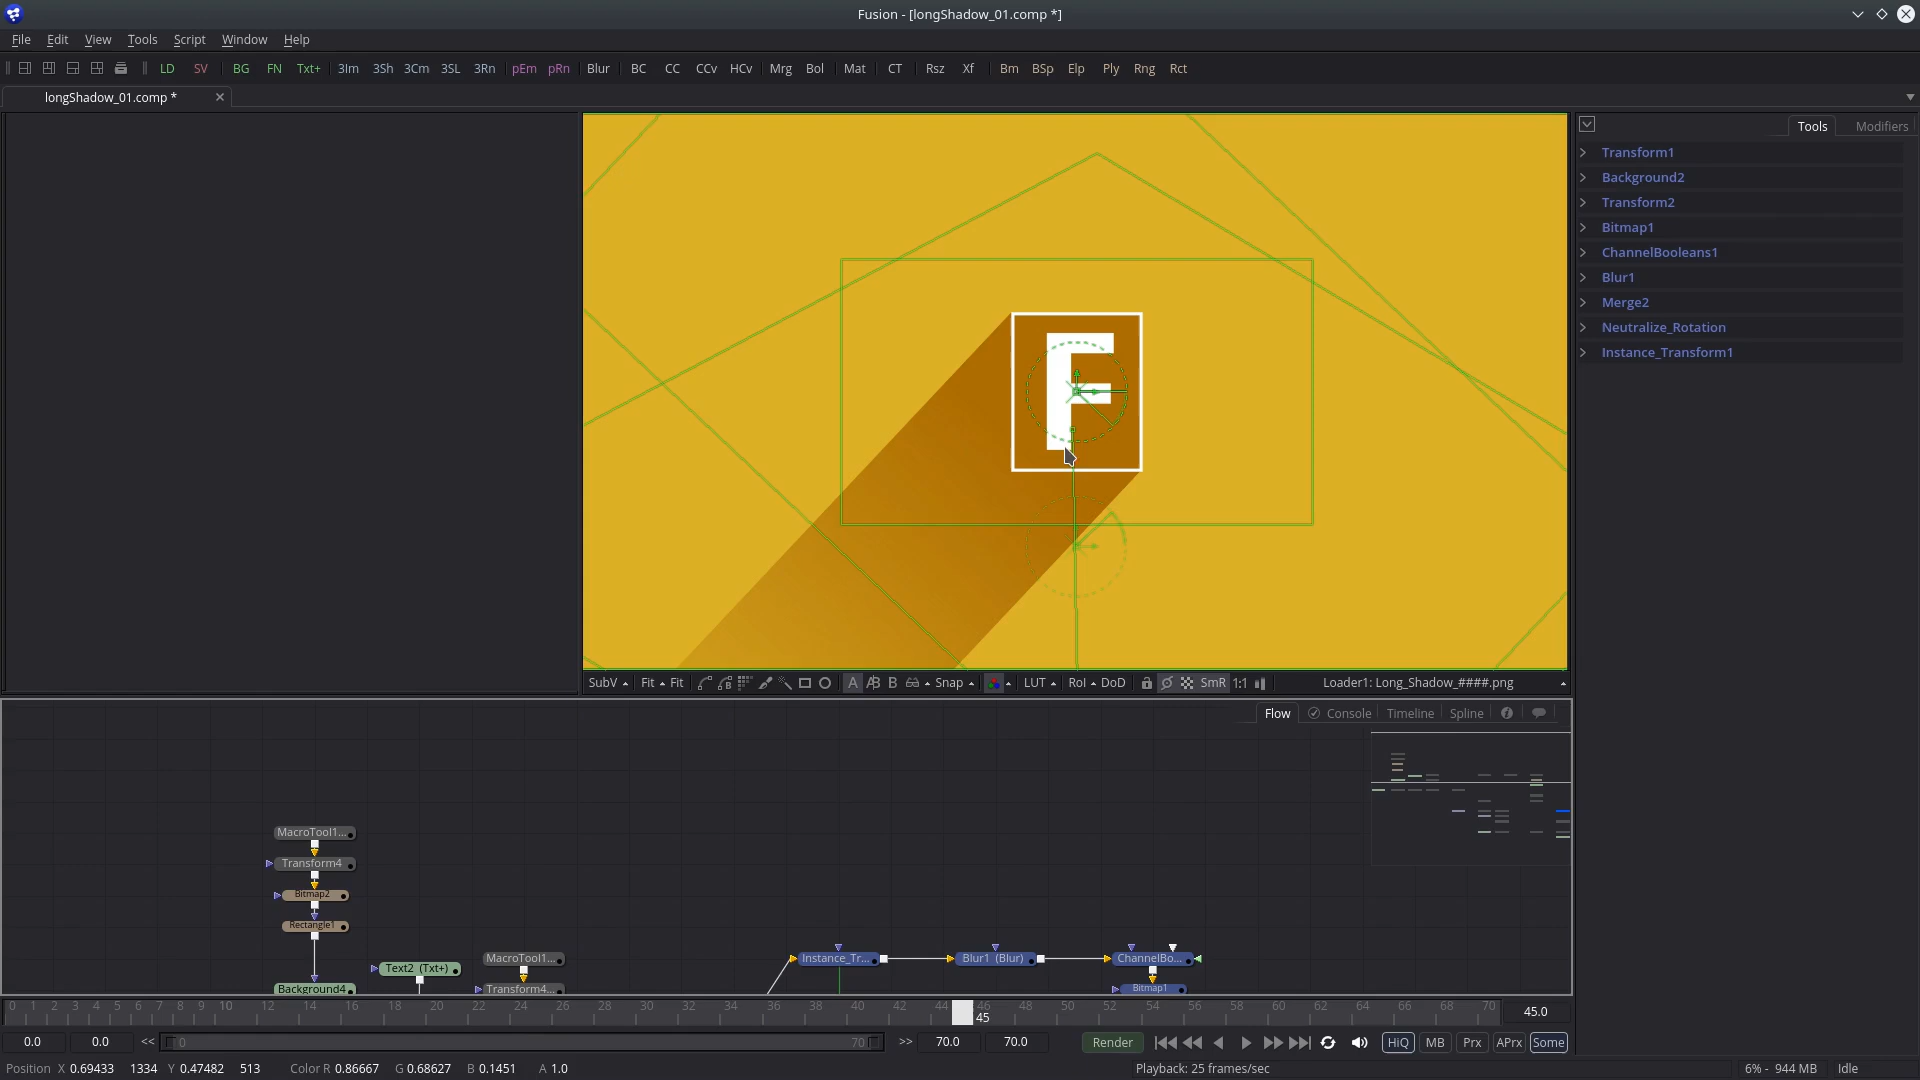 Fusion - [longShadow_01.comp *]
File Edit View Tools Script Window Help
LD SV BG FN Txt+ 3Im 3Sh 3Cm 3SL 3Rn pEm pRn Blur BC CC CCv HCv Mrg Bol Mat CT Rsz Xf Bm BSp Elp Ply Rng Rct
longShadow_01.comp *
Tools Modifiers
Transform1
Background2
Transform2
Bitmap1
ChannelBooleans1
Blur1
Merge2
Neutralize_Rotation
Instance_Transform1
F
SubV Fit Fit A A|B B Snap LUT RoI DoD SmR 1:1 Loader1: Long_Shadow_####.png
Flow Console Timeline Spline
MacroTool1...
Transform4
Bitmap2
Rectangle1
Text2 (Txt+)
Background4
MacroTool1...
Transform4...
Instance_Tr... Blur1 (Blur) ChannelBo...
Bitmap1
0 1 2 3 4 5 6 7 8 9 10 12 14 16 18 20 22 24 26 28 30 32 34 36 38 40 42 44 46 48 50 52 54 56 58 60 62 64 66 68 70
45
45.0
0.0 0.0 << 0 70 >> 70.0 70.0 Render HiQ MB Prx APrx Some
Position X 0.69433 1334 Y 0.47482 513 Color R 0.86667 G 0.68627 B 0.1451 A 1.0 Playback: 25 frames/sec 6% - 944 MB Idle